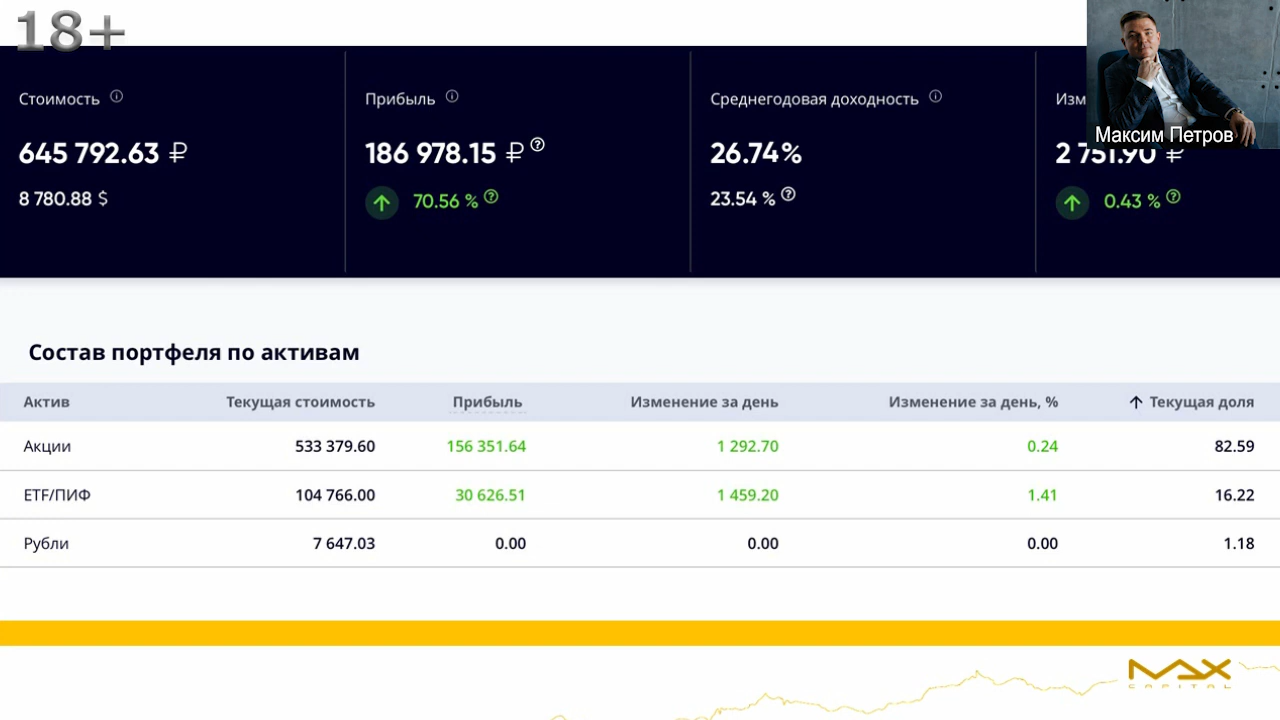 18+
Стоимость
Прибыль
Среднегодовая доходность
Изм
Максим Петров
645 792.63 ₽
186 978.15 ₽
26.74%
2 751.90 ₽
8 780.88 $
70.56 %
23.54 %
0.43 %
Состав портфеля по активам
Актив Текущая стоимость Прибыль Изменение за день Изменение за день, % Текущая доля
Акции 533 379.60 156 351.64 1 292.70 0.24 82.59
ETF/ПИФ 104 766.00 30 626.51 1 459.20 1.41 16.22
Рубли 7 647.03 0.00 0.00 0.00 1.18
MAX
CAPITAL